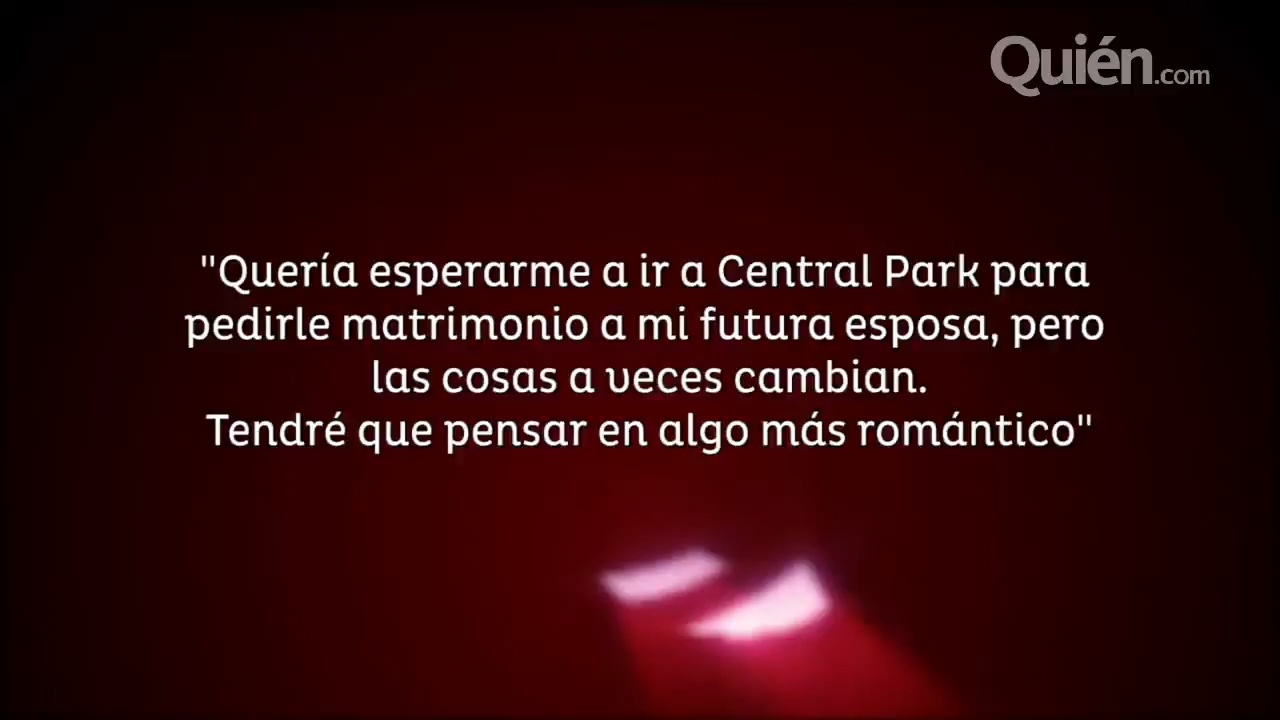 Quién.com
"Quería esperarme a ir a Central Park para
pedirle matrimonio a mi futura esposa, pero
las cosas a veces cambian.
Tendré que pensar en algo más romántico"